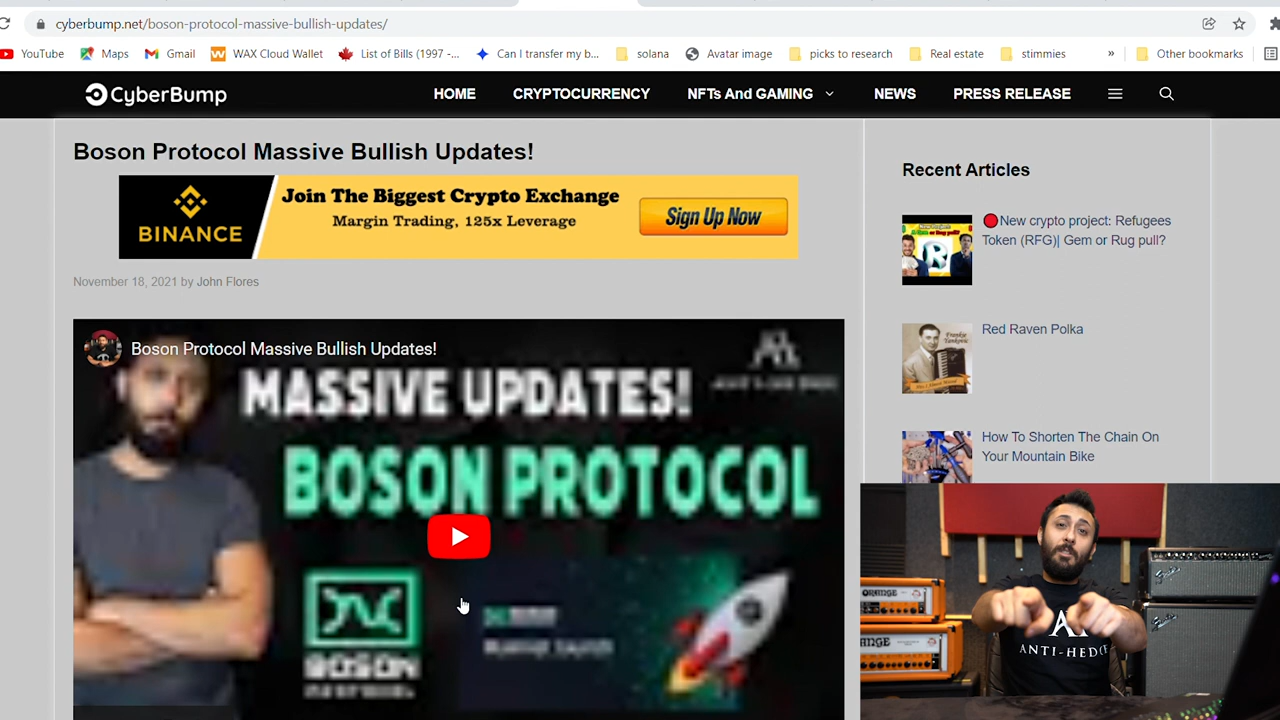 cyberbump.net/boson-protocol-massive-bullish-updates/
YouTube
Maps
Gmail
WAX Cloud Wallet
List of Bills (1997 -...
Can I transfer my b...
solana
Avatar image
picks to research
Real estate
stimmies
»
Other bookmarks
CyberBump
HOME
CRYPTOCURRENCY
NFTs And GAMING
NEWS
PRESS RELEASE
Boson Protocol Massive Bullish Updates!
BINANCE
Join The Biggest Crypto Exchange
Margin Trading, 125x Leverage
Sign Up Now
November 18, 2021 by John Flores
Boson Protocol Massive Bullish Updates!
MASSIVE UPDATES!
BOSON PROTOCOL
BOSON
PROTOCOL
Recent Articles
New crypto project: Refugees
Token (RFG)| Gem or Rug pull?
Red Raven Polka
How To Shorten The Chain On
Your Mountain Bike
ORANGE
ANGE
ANTI-HEDGE